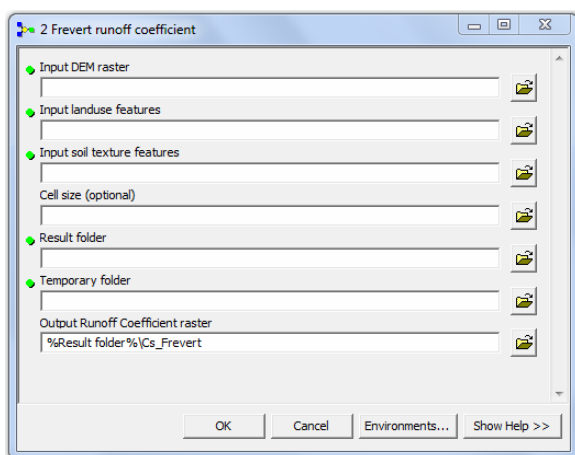 2 Frevert runoff coefficient
Input DEM raster
Input landuse features
Input soil texture features
Cell size (optional)
Result folder
Temporary folder
Output Runoff Coefficient raster
%Result folder%\Cs_Frevert
OK Cancel Environments... Show Help >>